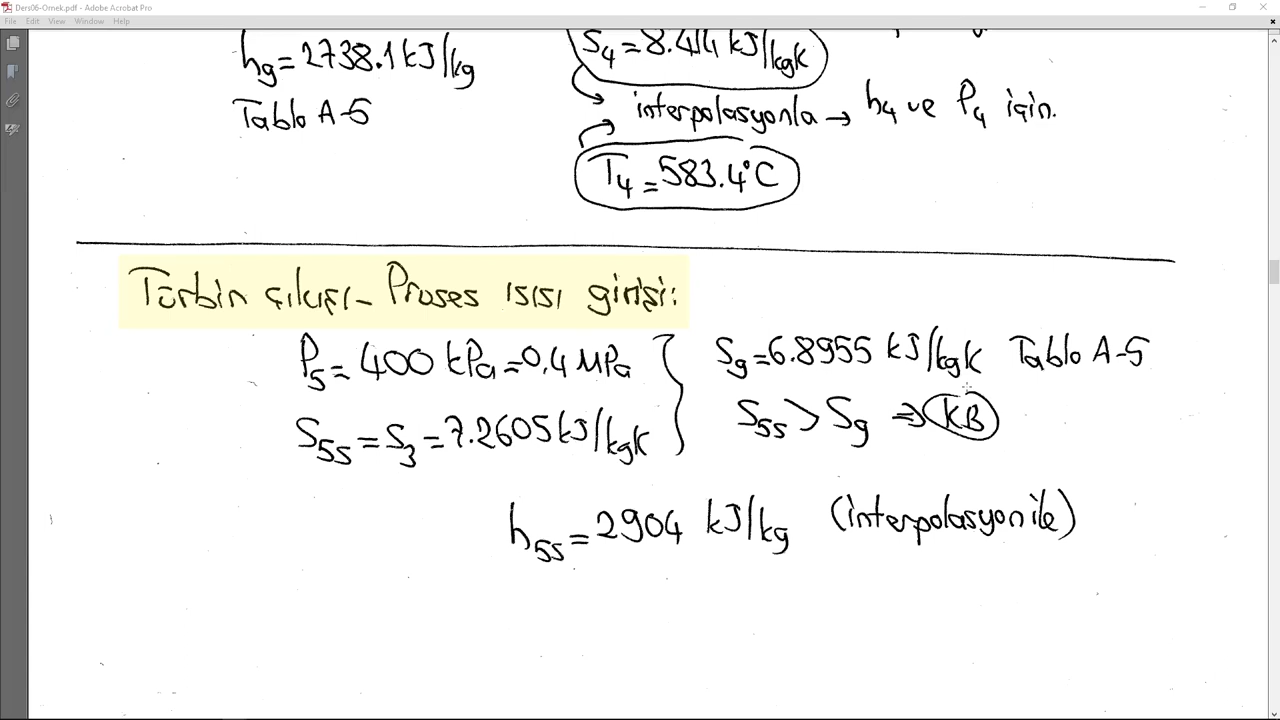 Ders06-Ornek.pdf - Adobe Acrobat Pro
File Edit View Window Help
hg = 2738.1 kJ/kg
S4 = 8.414 kJ/kgK
Tablo A-5
interpolasyonla → h4 ve P4 için.
T4 = 583.4°C
Türbin çıkışı - Proses ısısı girişi:
P5 = 400 kPa = 0,4 MPa
Sg = 6.8955 kJ/kgK Tablo A-5
S5s = S3 = 7.2605 kJ/kgK
S5s > Sg ⇒ KB
h5s = 2904 kJ/kg (interpolasyon ile)